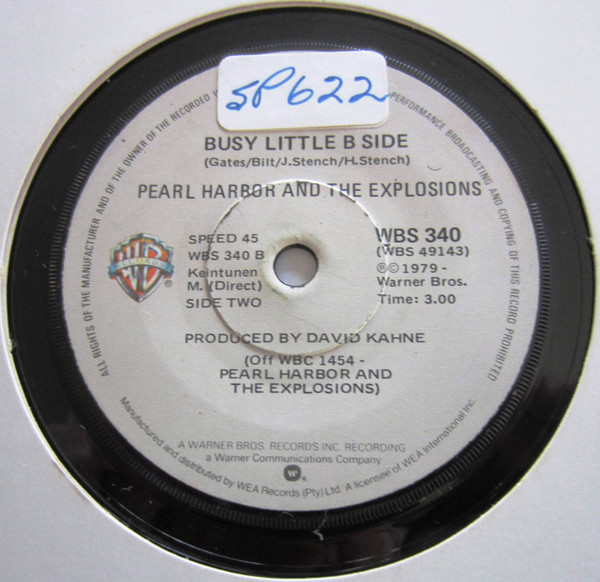 SP622
BUSY LITTLE B SIDE
(Gates/Bilt/J.Stench/H.Stench)
PEARL HARBOR AND THE EXPLOSIONS
SPEED 45
WBS 340 B
Keintunen
M. (Direct)
SIDE TWO
WBS 340
(WBS 49143)
℗©1979 -
Warner Bros.
Time: 3.00
PRODUCED BY DAVID KAHNE
(Off WBC 1454 -
PEARL HARBOR AND
THE EXPLOSIONS)
A WARNER BROS. RECORDS INC. RECORDING
a Warner Communications Company
Manufactured and distributed by WEA Records (Pty) Ltd. A licensee of WEA International Inc.
ALL RIGHTS OF THE MANUFACTURER AND OF THE OWNER OF THE RECORDED
PERFORMANCE BROADCASTING AND COPYING OF THIS RECORD PROHIBITED